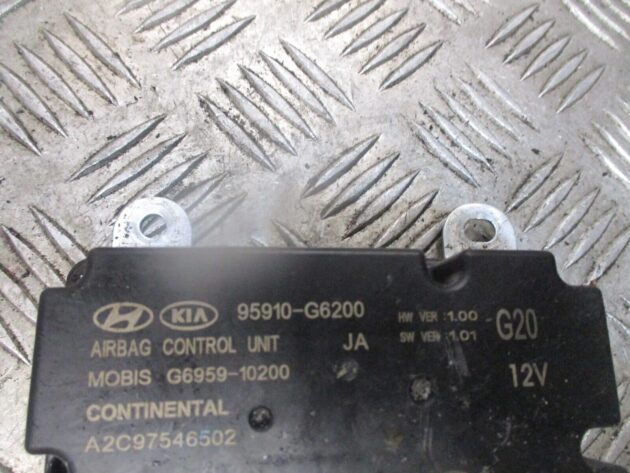 HYUNDAI KIA 95910-G6200 HW VER :1.00 G20
AIRBAG CONTROL UNIT JA SW VER :1.01
MOBIS G6959-10200 12V
CONTINENTAL
A2C97546502